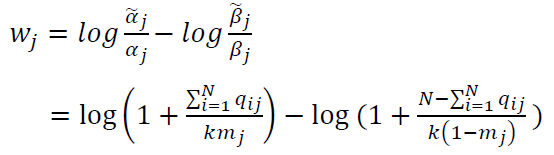 w_j = log α̃_j/α_j − log β̃_j/β_j
= log(1 + ∑_{i=1}^{N} q_{ij}/km_j) − log (1 + N−∑_{i=1}^{N} q_{ij}/k(1−m_j))